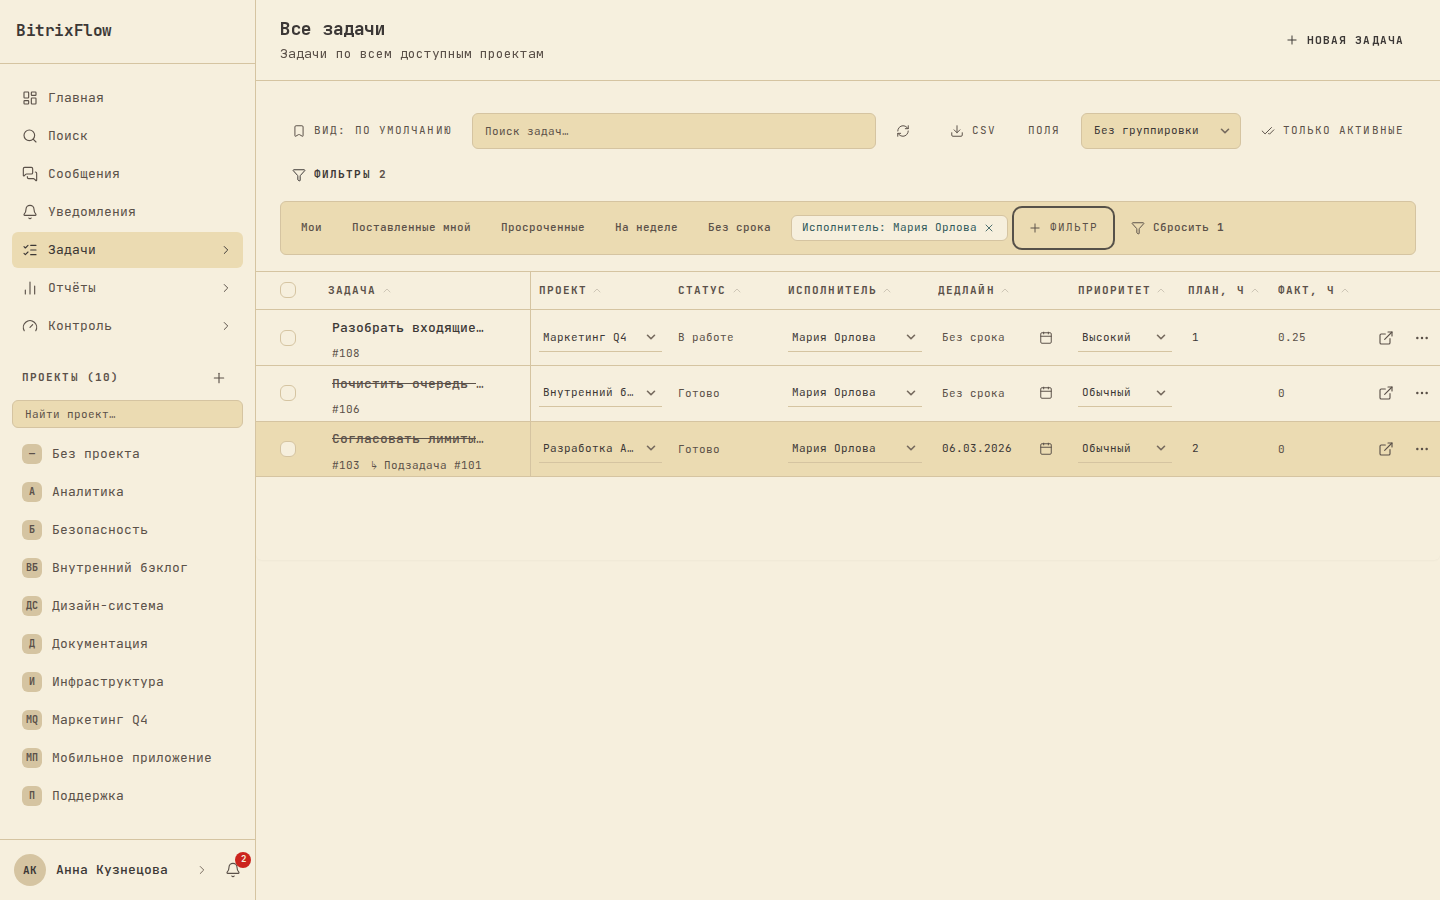 BitrixFlow
Главная
Поиск
Сообщения
Уведомления
Задачи
Отчёты
Контроль
ПРОЕКТЫ (10)
Найти проект…
— Без проекта
А Аналитика
Б Безопасность
ВБ Внутренний бэклог
ДС Дизайн-система
Д Документация
И Инфраструктура
MQ Маркетинг Q4
МП Мобильное приложение
П Поддержка
АК Анна Кузнецова 2
Все задачи
Задачи по всем доступным проектам
НОВАЯ ЗАДАЧА
ВИД: ПО УМОЛЧАНИЮ Поиск задач… CSV ПОЛЯ Без группировки ТОЛЬКО АКТИВНЫЕ
ФИЛЬТРЫ 2
Мои Поставленные мной Просроченные На неделе Без срока Исполнитель: Мария Орлова ФИЛЬТР Сбросить 1
ЗАДАЧА ПРОЕКТ СТАТУС ИСПОЛНИТЕЛЬ ДЕДЛАЙН ПРИОРИТЕТ ПЛАН, Ч ФАКТ, Ч
Разобрать входящие… Маркетинг Q4 В работе Мария Орлова Без срока Высокий 1 0.25
#108
Почистить очередь … Внутренний б… Готово Мария Орлова Без срока Обычный 0
#106
Согласовать лимиты… Разработка А… Готово Мария Орлова 06.03.2026 Обычный 2 0
#103 ↳ Подзадача #101